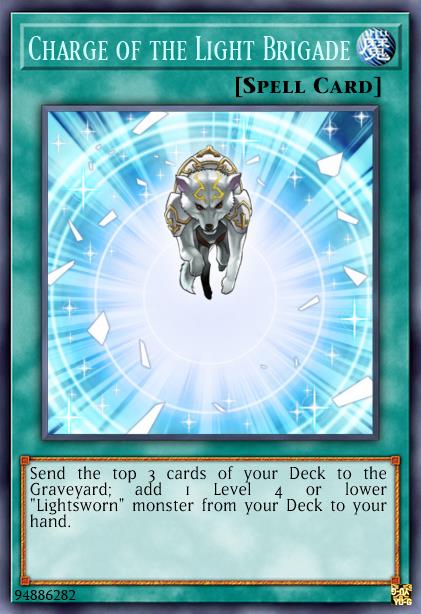 Charge of the Light Brigade
魔
[Spell Card]
Send the top 3 cards of your Deck to the
Graveyard; add 1 Level 4 or lower
"Lightsworn" monster from your Deck to your
hand.
94886282